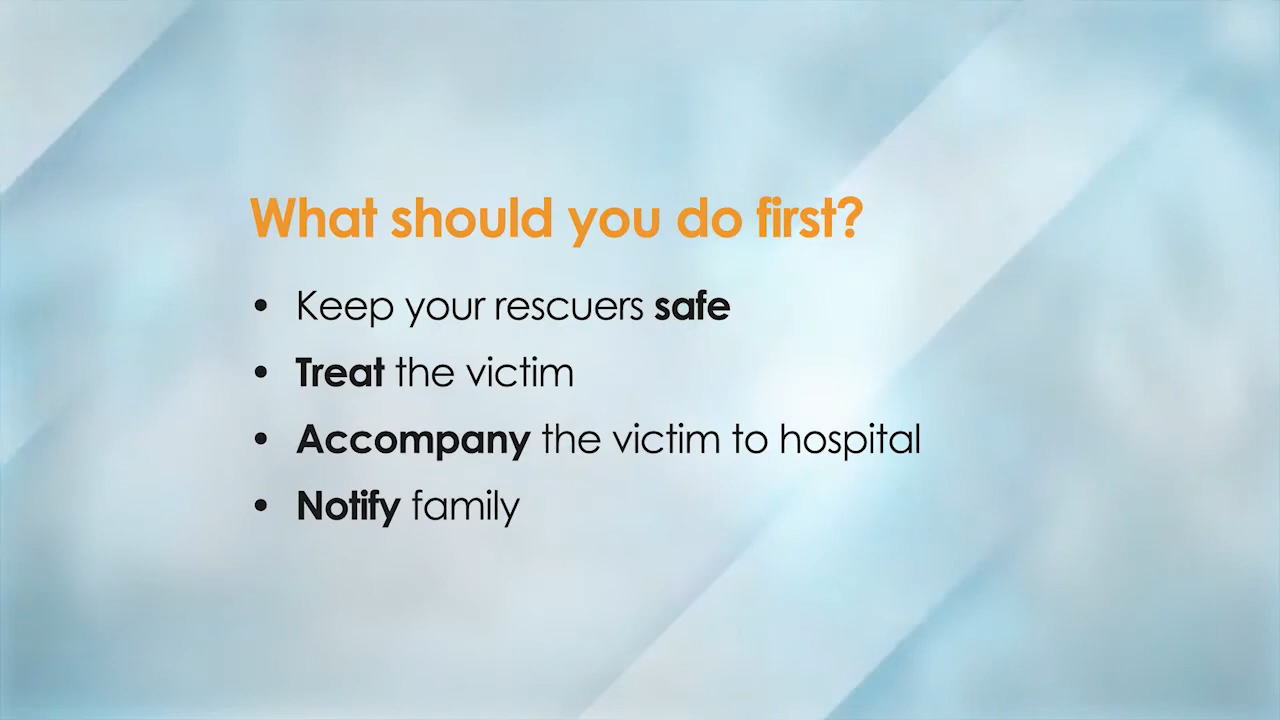 What should you do first?
• Keep your rescuers safe
• Treat the victim
• Accompany the victim to hospital
• Notify family